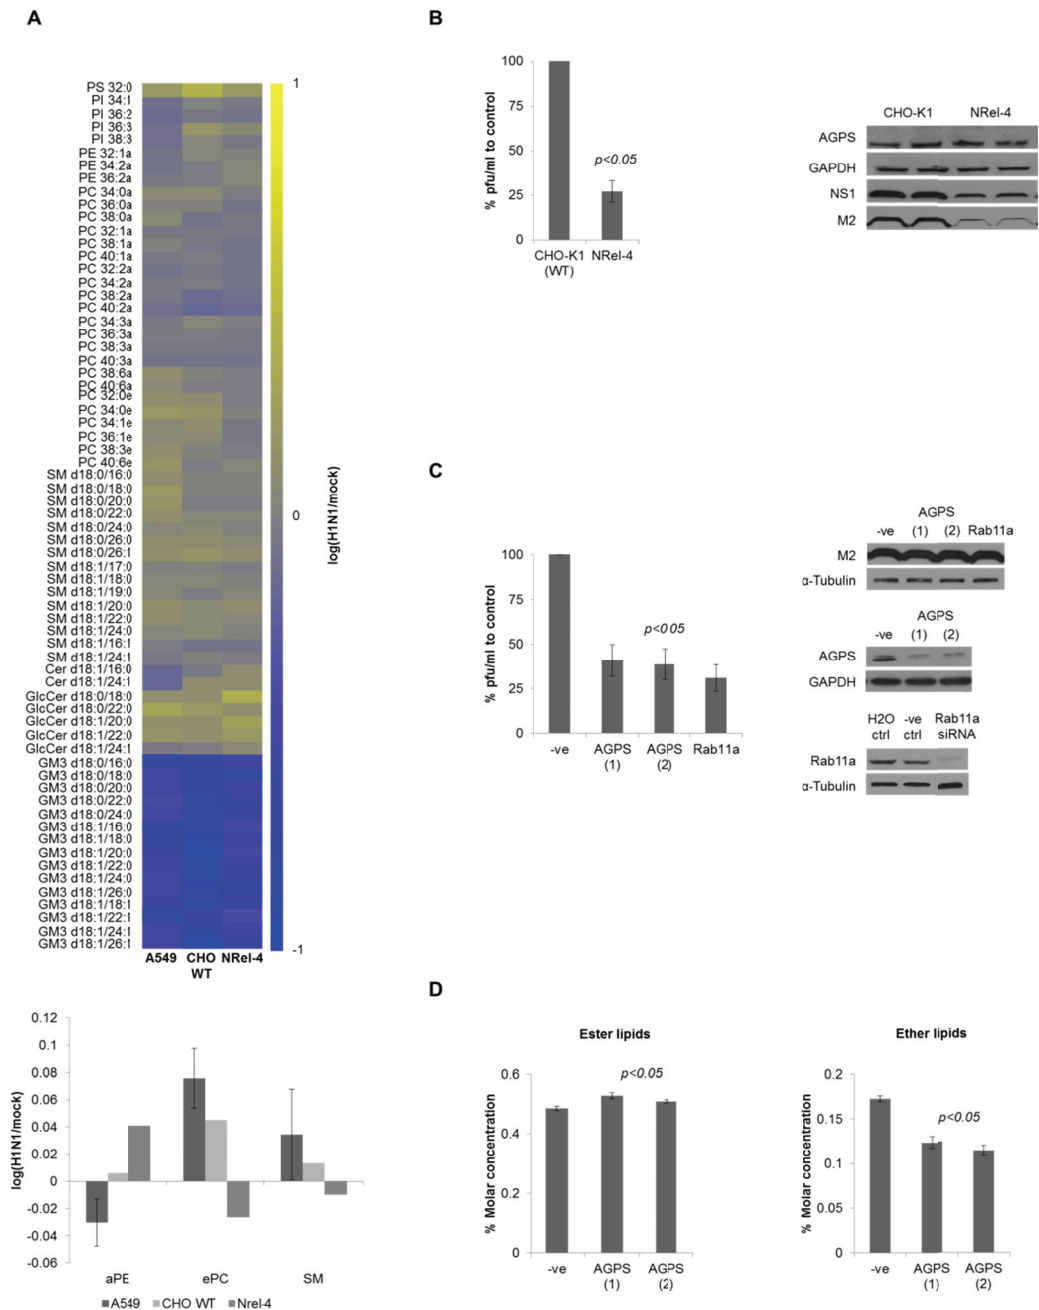 A
PS 32:0
PI 34:1
PI 36:2
PI 36:3
PI 38:3
PE 32:1a
PE 34:2a
PE 36:2a
PC 34:0a
PC 36:0a
PC 38:0a
PC 32:1a
PC 38:1a
PC 40:1a
PC 32:2a
PC 34:2a
PC 38:2a
PC 40:2a
PC 34:3a
PC 36:3a
PC 38:3a
PC 40:3a
PC 38:6a
PC 40:6a
PC 32:0e
PC 34:0e
PC 34:1e
PC 36:1e
PC 38:3e
PC 40:6e
SM d18:0/16:0
SM d18:0/18:0
SM d18:0/20:0
SM d18:0/22:0
SM d18:0/24:0
SM d18:0/26:0
SM d18:0/26:1
SM d18:1/17:0
SM d18:1/18:0
SM d18:1/19:0
SM d18:1/20:0
SM d18:1/22:0
SM d18:1/24:0
SM d18:1/16:1
SM d18:1/24:1
Cer d18:1/16:0
Cer d18:1/24:1
GlcCer d18:0/18:0
GlcCer d18:0/22:0
GlcCer d18:1/20:0
GlcCer d18:1/22:0
GlcCer d18:1/24:1
GM3 d18:0/16:0
GM3 d18:0/18:0
GM3 d18:0/20:0
GM3 d18:0/22:0
GM3 d18:0/24:0
GM3 d18:1/16:0
GM3 d18:1/18:0
GM3 d18:1/20:0
GM3 d18:1/22:0
GM3 d18:1/24:0
GM3 d18:1/26:0
GM3 d18:1/18:1
GM3 d18:1/22:1
GM3 d18:1/24:1
GM3 d18:1/26:1
A549 CHO NRel-4
WT
1
0
-1
log(H1N1/mock)
0.12
0.1
0.08
0.06
0.04
0.02
0
-0.02
-0.04
-0.06
log(H1N1/mock)
aPE ePC SM
A549 CHO WT Nrel-4
B
100
75
50
25
0
% pfu/ml to control
p<0.05
CHO-K1 NRel-4
(WT)
CHO-K1 NRel-4
AGPS
GAPDH
NS1
M2
C
100
75
50
25
0
% pfu/ml to control
p<005
-ve AGPS AGPS Rab11a
(1) (2)
AGPS
-ve (1) (2) Rab11a
M2
α-Tubulin
AGPS
-ve (1) (2)
AGPS
GAPDH
H2O -ve Rab11a
ctrl ctrl siRNA
Rab11a
α-Tubulin
D
Ester lipids
0.6
0.4
0.2
0
% Molar concentration
p<0.05
-ve AGPS AGPS
(1) (2)
Ether lipids
0.2
0.15
0.1
0.05
0
% Molar concentration
p<0.05
-ve AGPS AGPS
(1) (2)